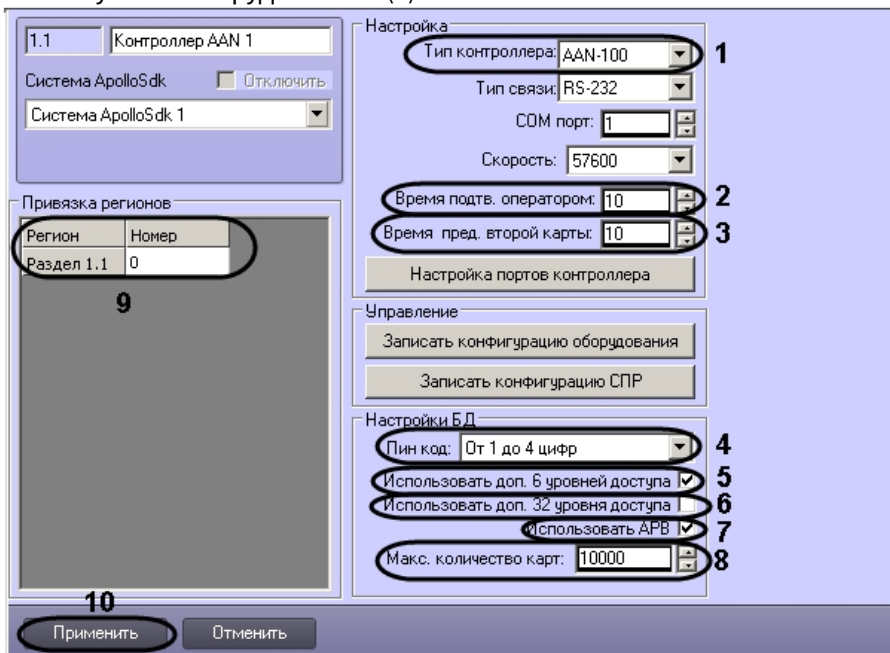 1.1 Контроллер AAN 1
Система ApolloSdk Отключить
Система ApolloSdk 1
Привязка регионов
Регион Номер
Раздел 1.1 0
9
Настройка
Тип контроллера: AAN-100 1
Тип связи: RS-232
COM порт: 1
Скорость: 57600
Время подтв. оператором: 10 2
Время пред. второй карты: 10 3
Настройка портов контроллера
Управление
Записать конфигурацию оборудования
Записать конфигурацию СПР
Настройки БД
Пин код: От 1 до 4 цифр 4
Использовать доп. 6 уровней доступа 5
Использовать доп. 32 уровня доступа 6
Использовать APB 7
Макс. количество карт: 10000 8
10
Применить Отменить